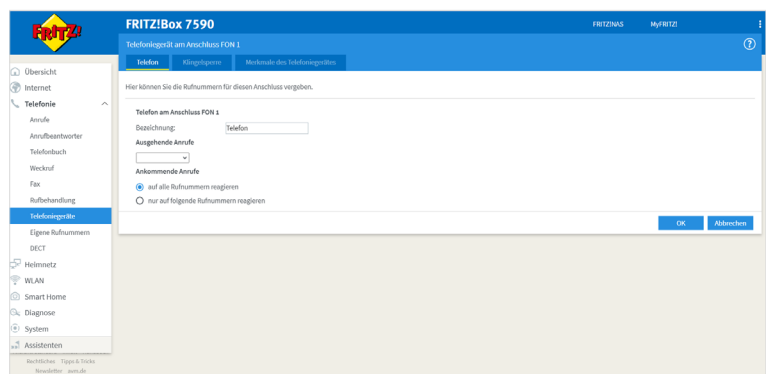 FRITZ!
FRITZ!Box 7590
FRITZ!NAS
MyFRITZ!
Telefoniegerät am Anschluss FON 1
?
Telefon
Klingelsperre
Merkmale des Telefoniegerätes
Übersicht
Internet
Telefonie
Anrufe
Anrufbeantworter
Telefonbuch
Weckruf
Fax
Rufbehandlung
Telefoniegeräte
Eigene Rufnummern
DECT
Heimnetz
WLAN
Smart Home
Diagnose
System
Assistenten
Rechtliches Tipps & Tricks
Newsletter avm.de
Hier können Sie die Rufnummern für diesen Anschluss vergeben.
Telefon am Anschluss FON 1
Bezeichnung: Telefon
Ausgehende Anrufe
Ankommende Anrufe
auf alle Rufnummern reagieren
nur auf folgende Rufnummern reagieren
OK
Abbrechen